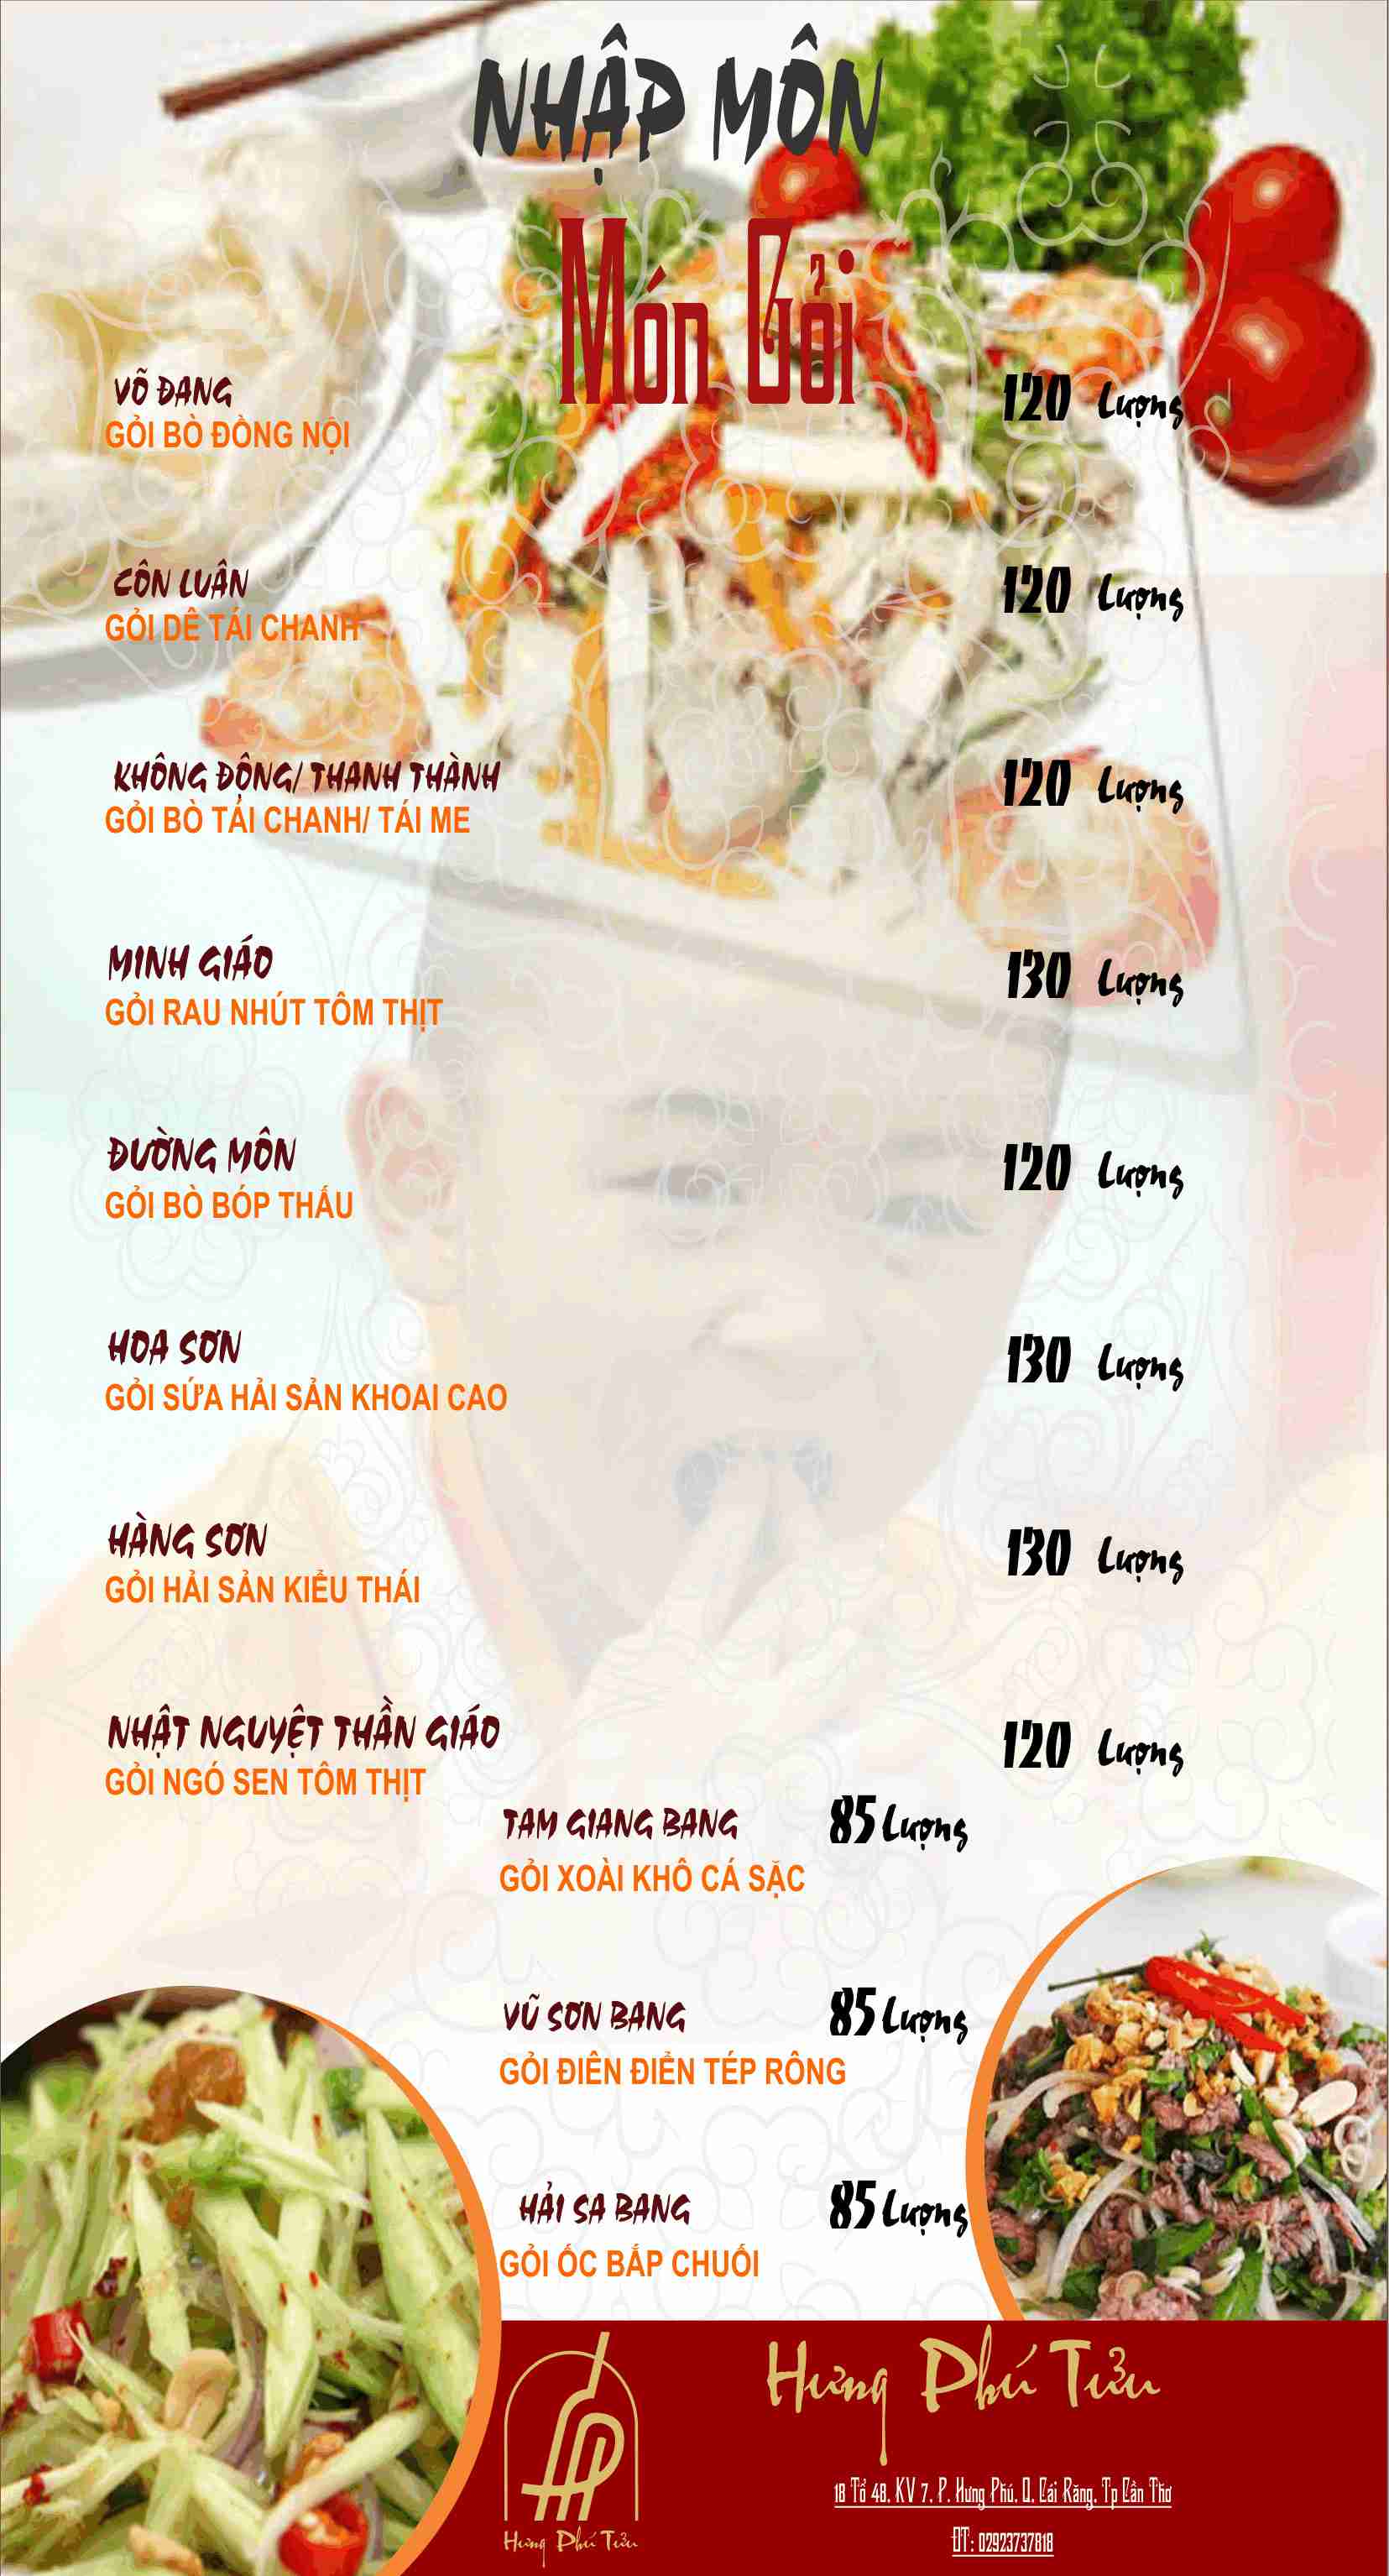 NHẬP MÔN
Món Gỏi
VÕ ĐANG 120 Lượng
GỎI BÒ ĐỒNG NỘI
CÔN LUÂN 120 Lượng
GỎI DÊ TÁI CHANH
KHÔNG ĐỘNG/ THANH THÀNH 120 Lượng
GỎI BÒ TÁI CHANH/ TÁI ME
MINH GIÁO 130 Lượng
GỎI RAU NHÚT TÔM THỊT
ĐƯỜNG MÔN 120 Lượng
GỎI BÒ BÓP THẤU
HOA SƠN 130 Lượng
GỎI SỨA HẢI SẢN KHOAI CAO
HÀNG SƠN 130 Lượng
GỎI HẢI SẢN KIỂU THÁI
NHẬT NGUYỆT THẦN GIÁO 120 Lượng
GỎI NGÓ SEN TÔM THỊT
TAM GIANG BANG 85 Lượng
GỎI XOÀI KHÔ CÁ SẶC
VŨ SƠN BANG 85 Lượng
GỎI ĐIÊN ĐIỂN TÉP RÔNG
HẢI SA BANG 85 Lượng
GỎI ỐC BẮP CHUỐI
Hưng Phú Tửu
18 Tổ 48, KV 7, P. Hưng Phú, Q. Cái Răng, Tp Cần Thơ
ĐT: 02923737818
Hưng Phú Tửu